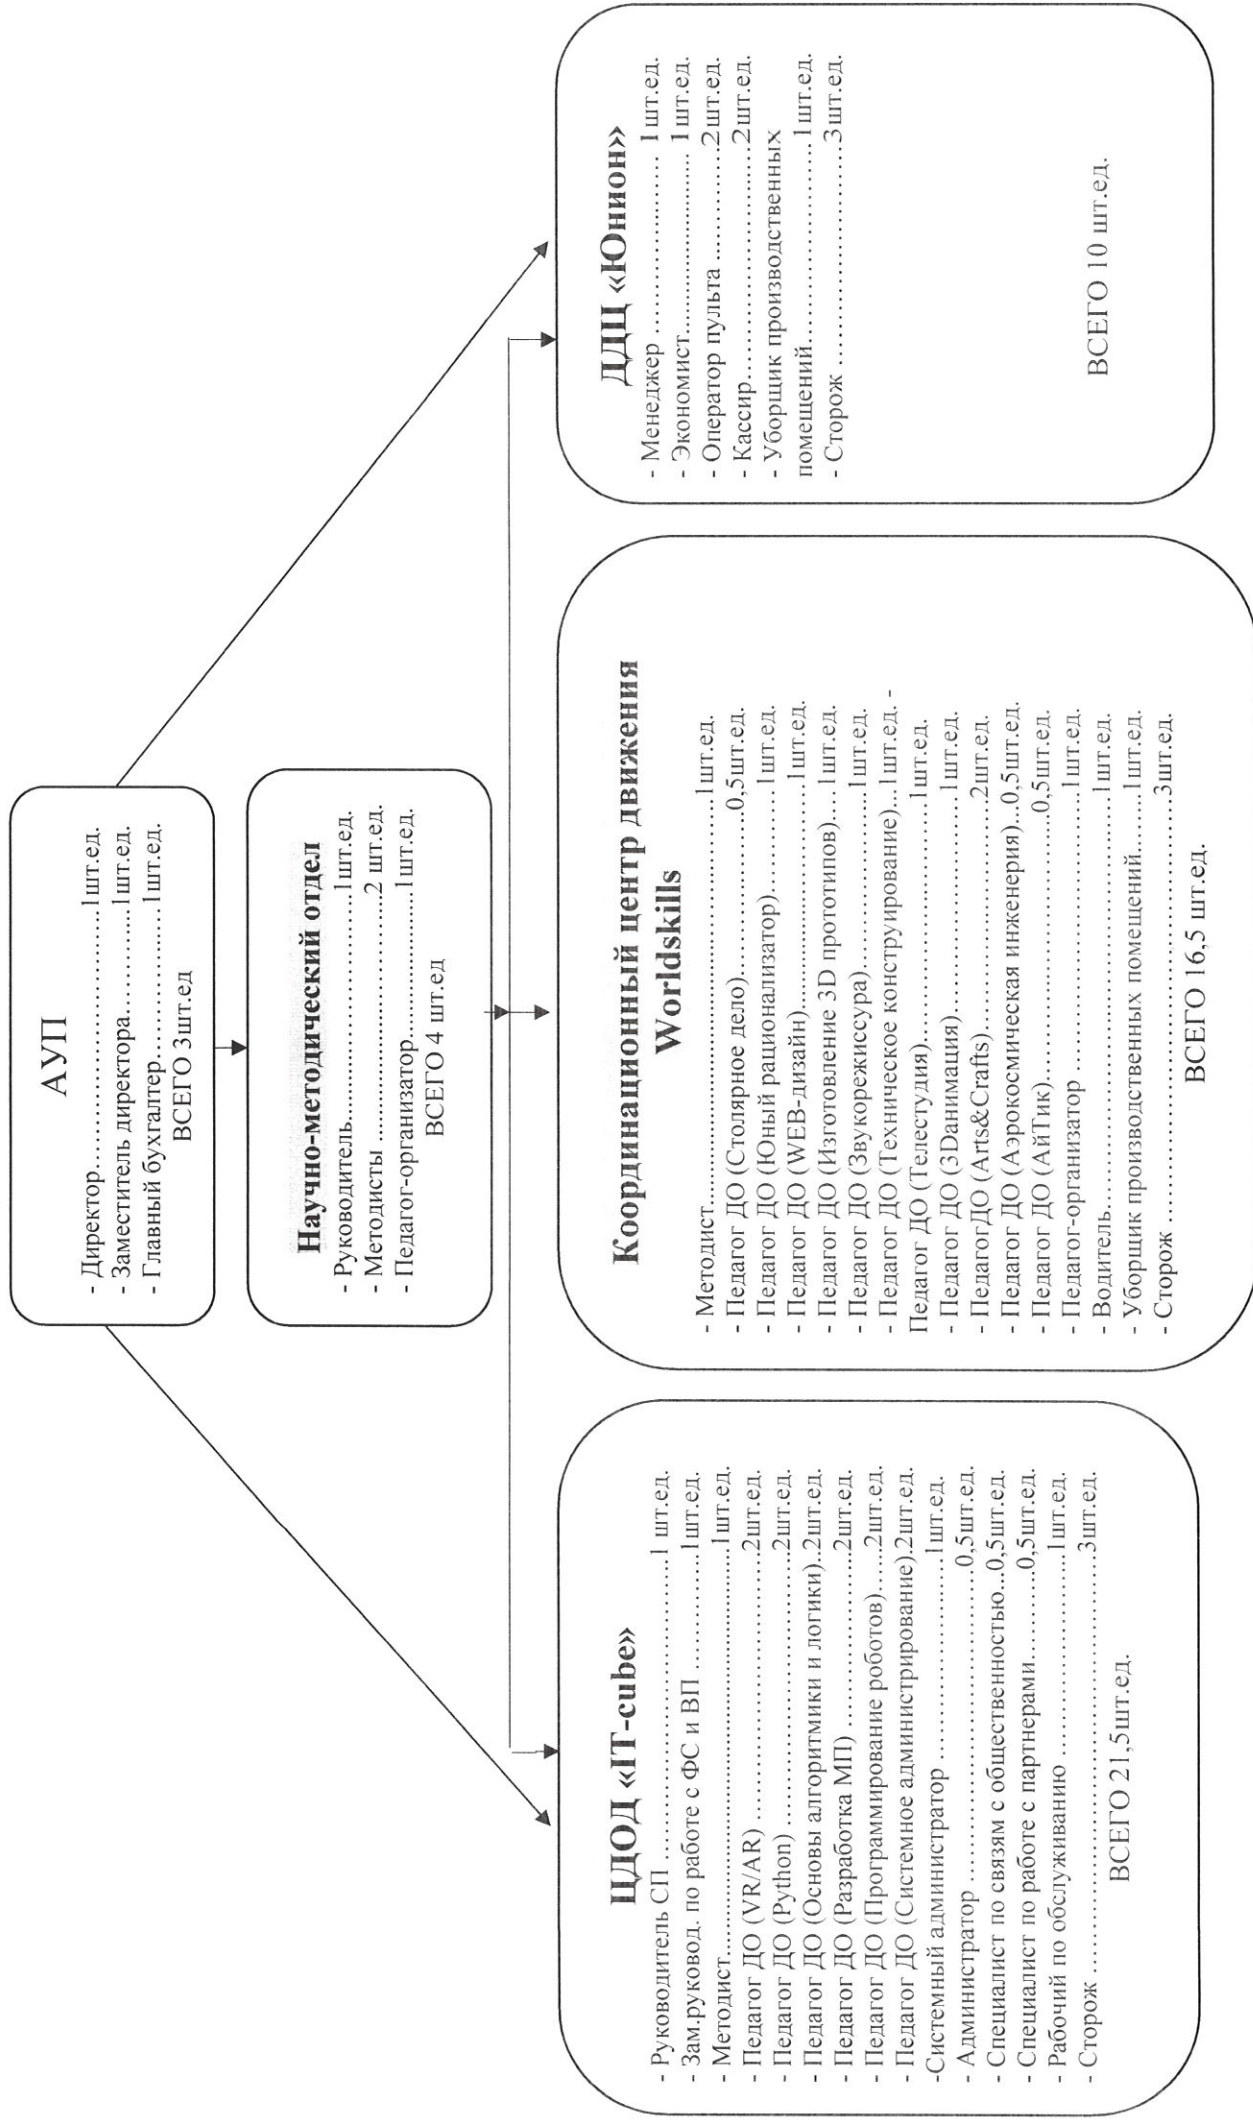 АУП
- Директор..............................1шт.ед.
- Заместитель директора............1шт.ед.
- Главный бухгалтер..................1шт.ед.
ВСЕГО 3шт.ед
Научно-методический отдел
- Руководитель..............................1шт.ед.
- Методисты ..............................2 шт.ед.
- Педагог-организатор................1шт.ед.
ВСЕГО 4 шт.ед
ЦДОД «IT-cube»
- Руководитель СП ..............................1 шт.ед.
- Зам.руковод. по работе с ФС и ВП ............1шт.ед.
- Методист..............................1шт.ед.
- Педагог ДО (VR/AR) ..............................2шт.ед.
- Педагог ДО (Python) ..............................2шт.ед.
- Педагог ДО (Основы алгоритмики и логики)..2шт.ед.
- Педагог ДО (Разработка МП) ....................2шт.ед.
- Педагог ДО (Программирование роботов)......2шт.ед.
- Педагог ДО (Системное администрирование).2шт.ед.
-Системный администратор ........................1шт.ед.
- Администратор ..............................0,5шт.ед.
- Специалист по связям с общественностью...0,5шт.ед.
- Специалист по работе с партнерами.........0,5шт.ед.
- Рабочий по обслуживанию ........................1шт.ед.
- Сторож ..............................3шт.ед.
ВСЕГО 21,5шт.ед.
Координационный центр движения
Worldskills
- Методист..............................1шт.ед.
- Педагог ДО (Столярное дело)..................0,5шт.ед.
- Педагог ДО (Юный рационализатор)...........1шт.ед.
- Педагог ДО (WEB-дизайн)........................1шт.ед.
- Педагог ДО (Изготовление 3D прототипов)....1шт.ед.
- Педагог ДО (Звукорежиссура)....................1шт.ед.
- Педагог ДО (Техническое конструирование)...1шт.ед. -
Педагог ДО (Телестудия)..............................1шт.ед.
- Педагог ДО (3Dанимация)........................1шт.ед.
- ПедагогДО (Arts&Crafts)........................2шт.ед.
- Педагог ДО (Аэрокосмическая инженерия)...0,5шт.ед.
- Педагог ДО (АйТик)..............................0,5шт.ед.
- Педагог-организатор ..............................1шт.ед.
- Водитель..............................1шт.ед.
- Уборщик производственных помещений.......1шт.ед.
- Сторож ..............................3шт.ед.
ВСЕГО 16,5 шт.ед.
ДДЦ «Юнион»
- Менеджер ........................ 1шт.ед.
- Экономист........................1шт.ед.
- Оператор пульта ..............2шт.ед.
- Кассир..............................2шт.ед.
- Уборщик производственных
помещений........................1шт.ед.
- Сторож ........................3шт.ед.
ВСЕГО 10 шт.ед.